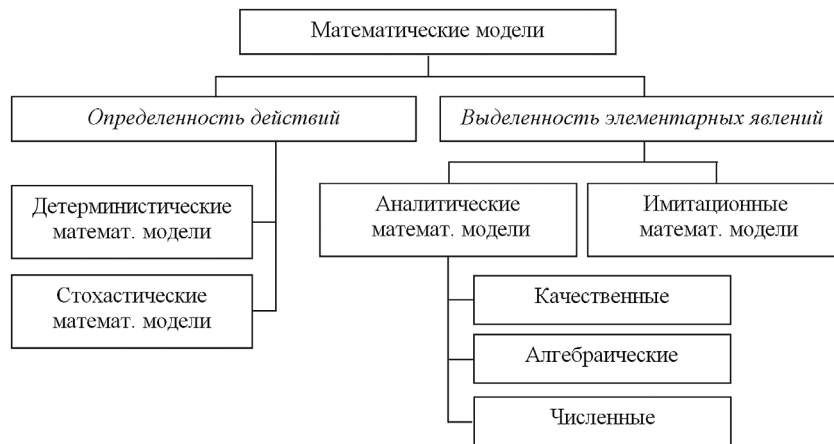 Математические модели
Определенность действий
Выделенность элементарных явлений
Детерминистические
математ. модели
Аналитические
математ. модели
Имитационные
математ. модели
Стохастические
математ. модели
Качественные
Алгебраические
Численные